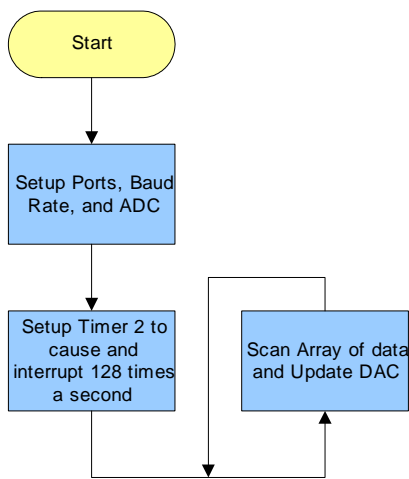 Start
Setup Ports, Baud
Rate, and ADC
Setup Timer 2 to
cause and
interrupt 128 times
a second
Scan Array of data
and Update DAC